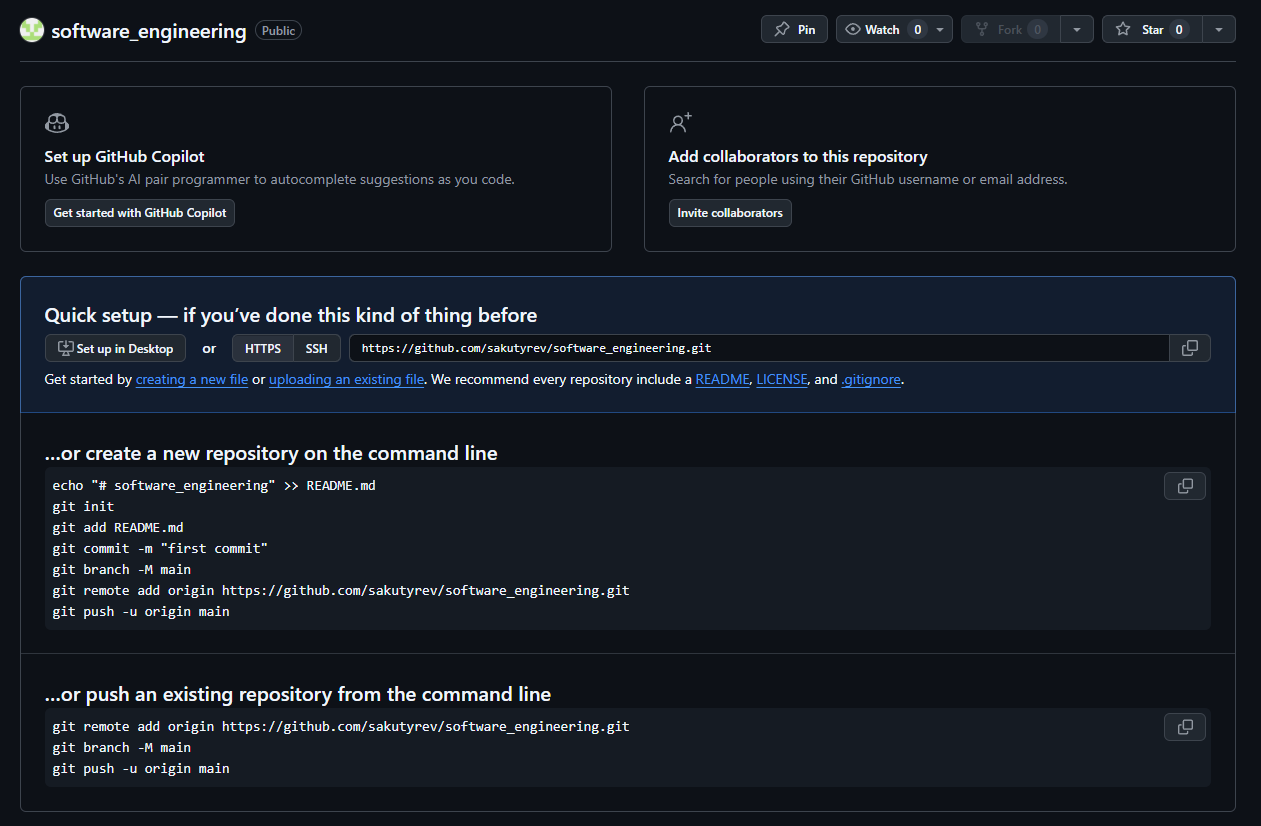 software_engineering Public Pin Watch 0 Fork 0 Star 0
Set up GitHub Copilot
Use GitHub's AI pair programmer to autocomplete suggestions as you code.
Get started with GitHub Copilot
Add collaborators to this repository
Search for people using their GitHub username or email address.
Invite collaborators
Quick setup — if you’ve done this kind of thing before
Set up in Desktop or HTTPS SSH https://github.com/sakutyrev/software_engineering.git
Get started by creating a new file or uploading an existing file. We recommend every repository include a README, LICENSE, and .gitignore.
…or create a new repository on the command line
echo "# software_engineering" >> README.md
git init
git add README.md
git commit -m "first commit"
git branch -M main
git remote add origin https://github.com/sakutyrev/software_engineering.git
git push -u origin main
…or push an existing repository from the command line
git remote add origin https://github.com/sakutyrev/software_engineering.git
git branch -M main
git push -u origin main